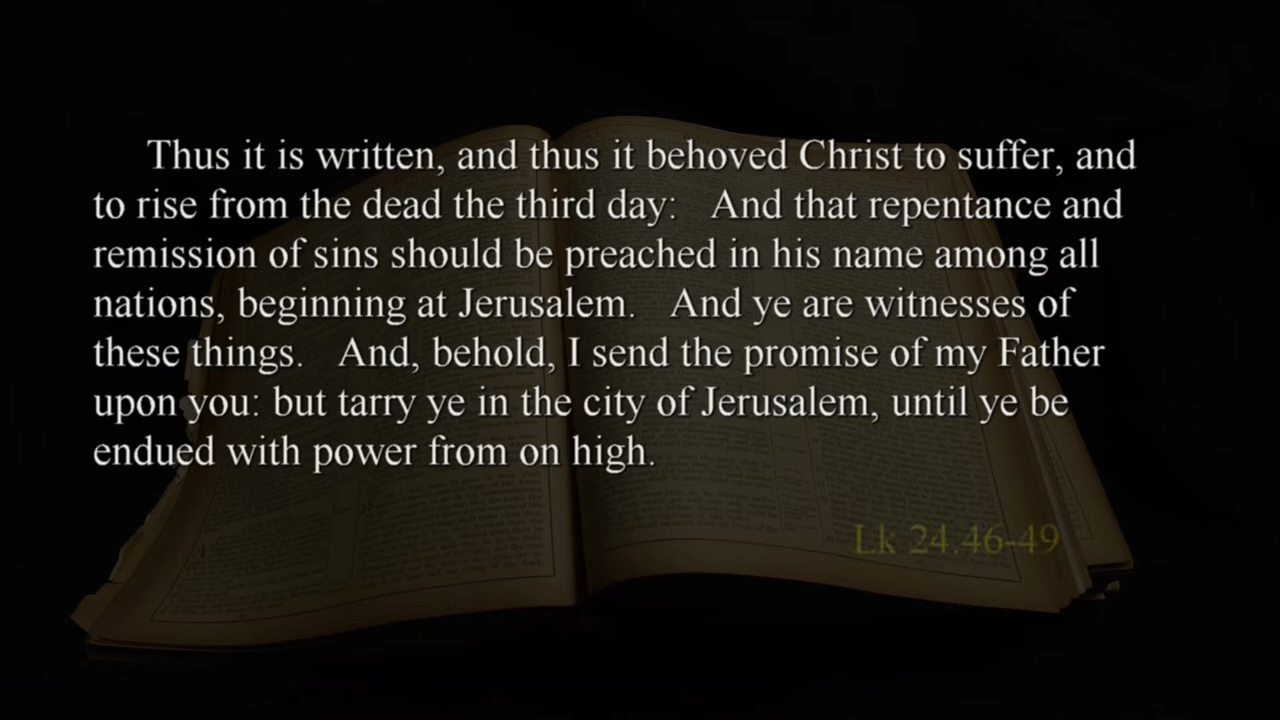 Thus it is written, and thus it behoved Christ to suffer, and
to rise from the dead the third day:   And that repentance and
remission of sins should be preached in his name among all
nations, beginning at Jerusalem.   And ye are witnesses of
these things.   And, behold, I send the promise of my Father
upon you: but tarry ye in the city of Jerusalem, until ye be
endued with power from on high.
Lk 24.46-49